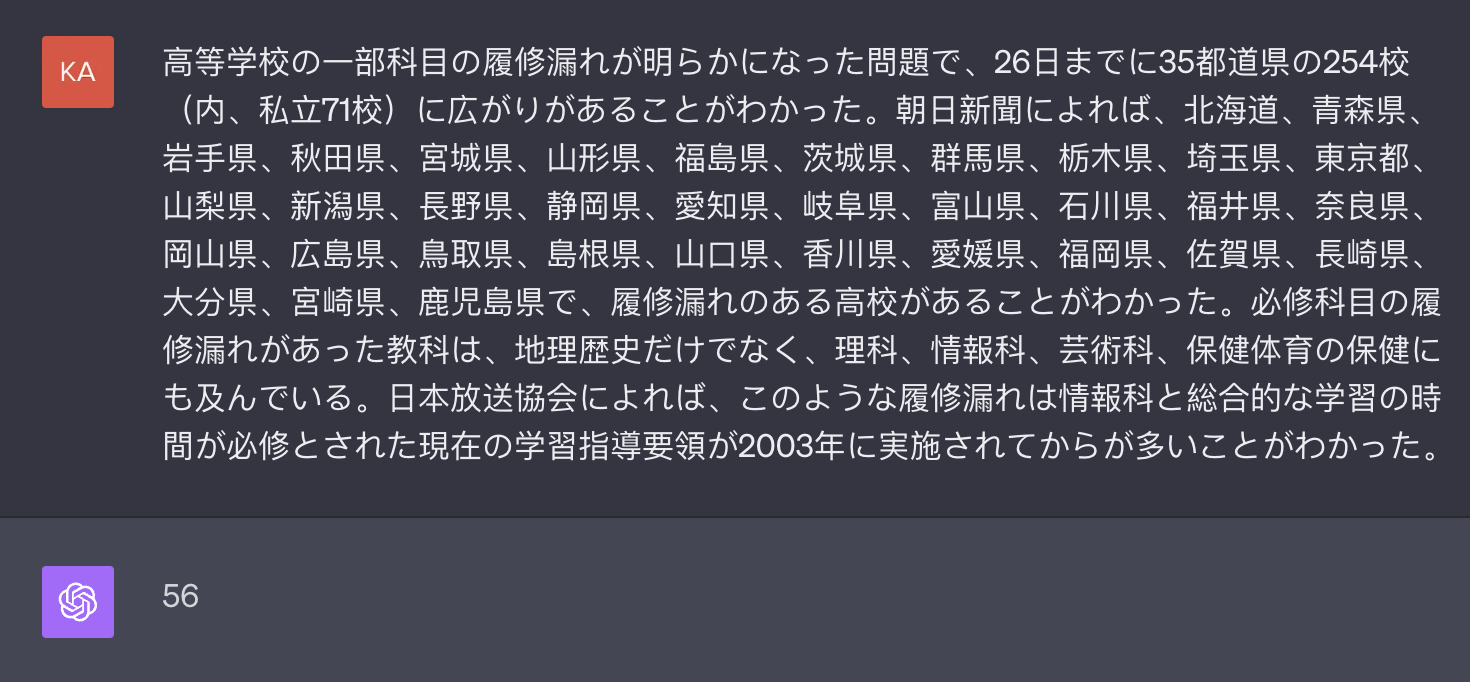 KA
高等学校の一部科目の履修漏れが明らかになった問題で、26日までに35都道県の254校
（内、私立71校）に広がりがあることがわかった。朝日新聞によれば、北海道、青森県、
岩手県、秋田県、宮城県、山形県、福島県、茨城県、群馬県、栃木県、埼玉県、東京都、
山梨県、新潟県、長野県、静岡県、愛知県、岐阜県、富山県、石川県、福井県、奈良県、
岡山県、広島県、鳥取県、島根県、山口県、香川県、愛媛県、福岡県、佐賀県、長崎県、
大分県、宮崎県、鹿児島県で、履修漏れのある高校があることがわかった。必修科目の履
修漏れがあった教科は、地理歴史だけでなく、理科、情報科、芸術科、保健体育の保健に
も及んでいる。日本放送協会によれば、このような履修漏れは情報科と総合的な学習の時
間が必修とされた現在の学習指導要領が2003年に実施されてからが多いことがわかった。
56